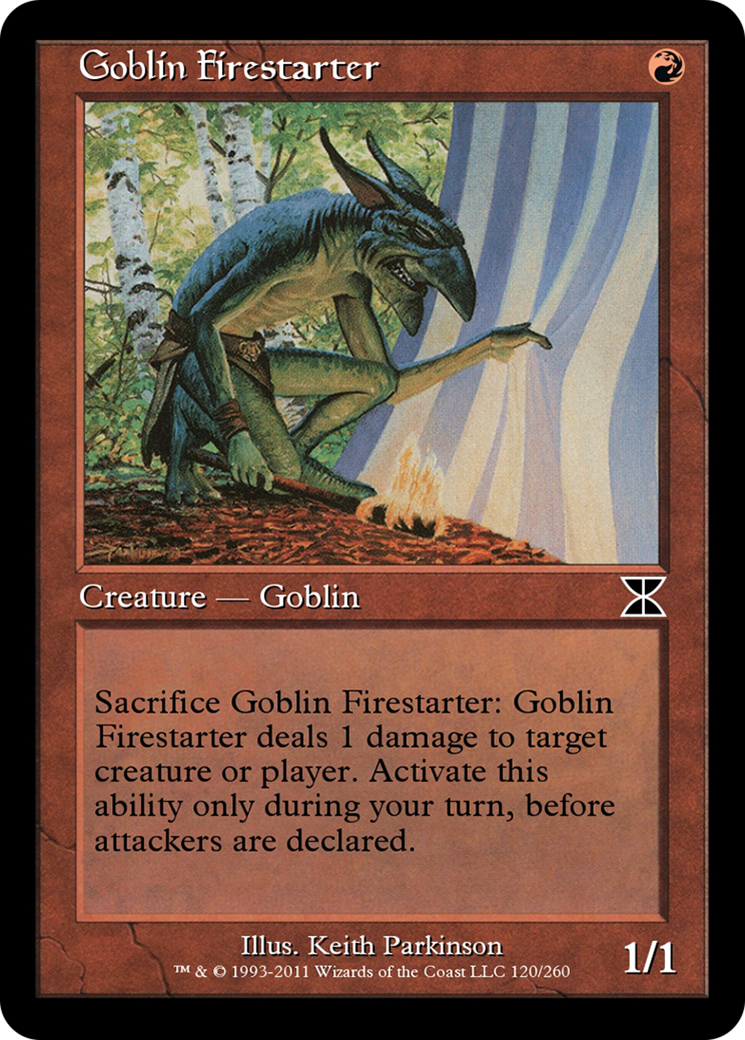 Goblin Firestarter
Creature — Goblin
Sacrifice Goblin Firestarter: Goblin
Firestarter deals 1 damage to target
creature or player. Activate this
ability only during your turn, before
attackers are declared.
Illus. Keith Parkinson
™ & © 1993-2011 Wizards of the Coast LLC 120/260
1/1